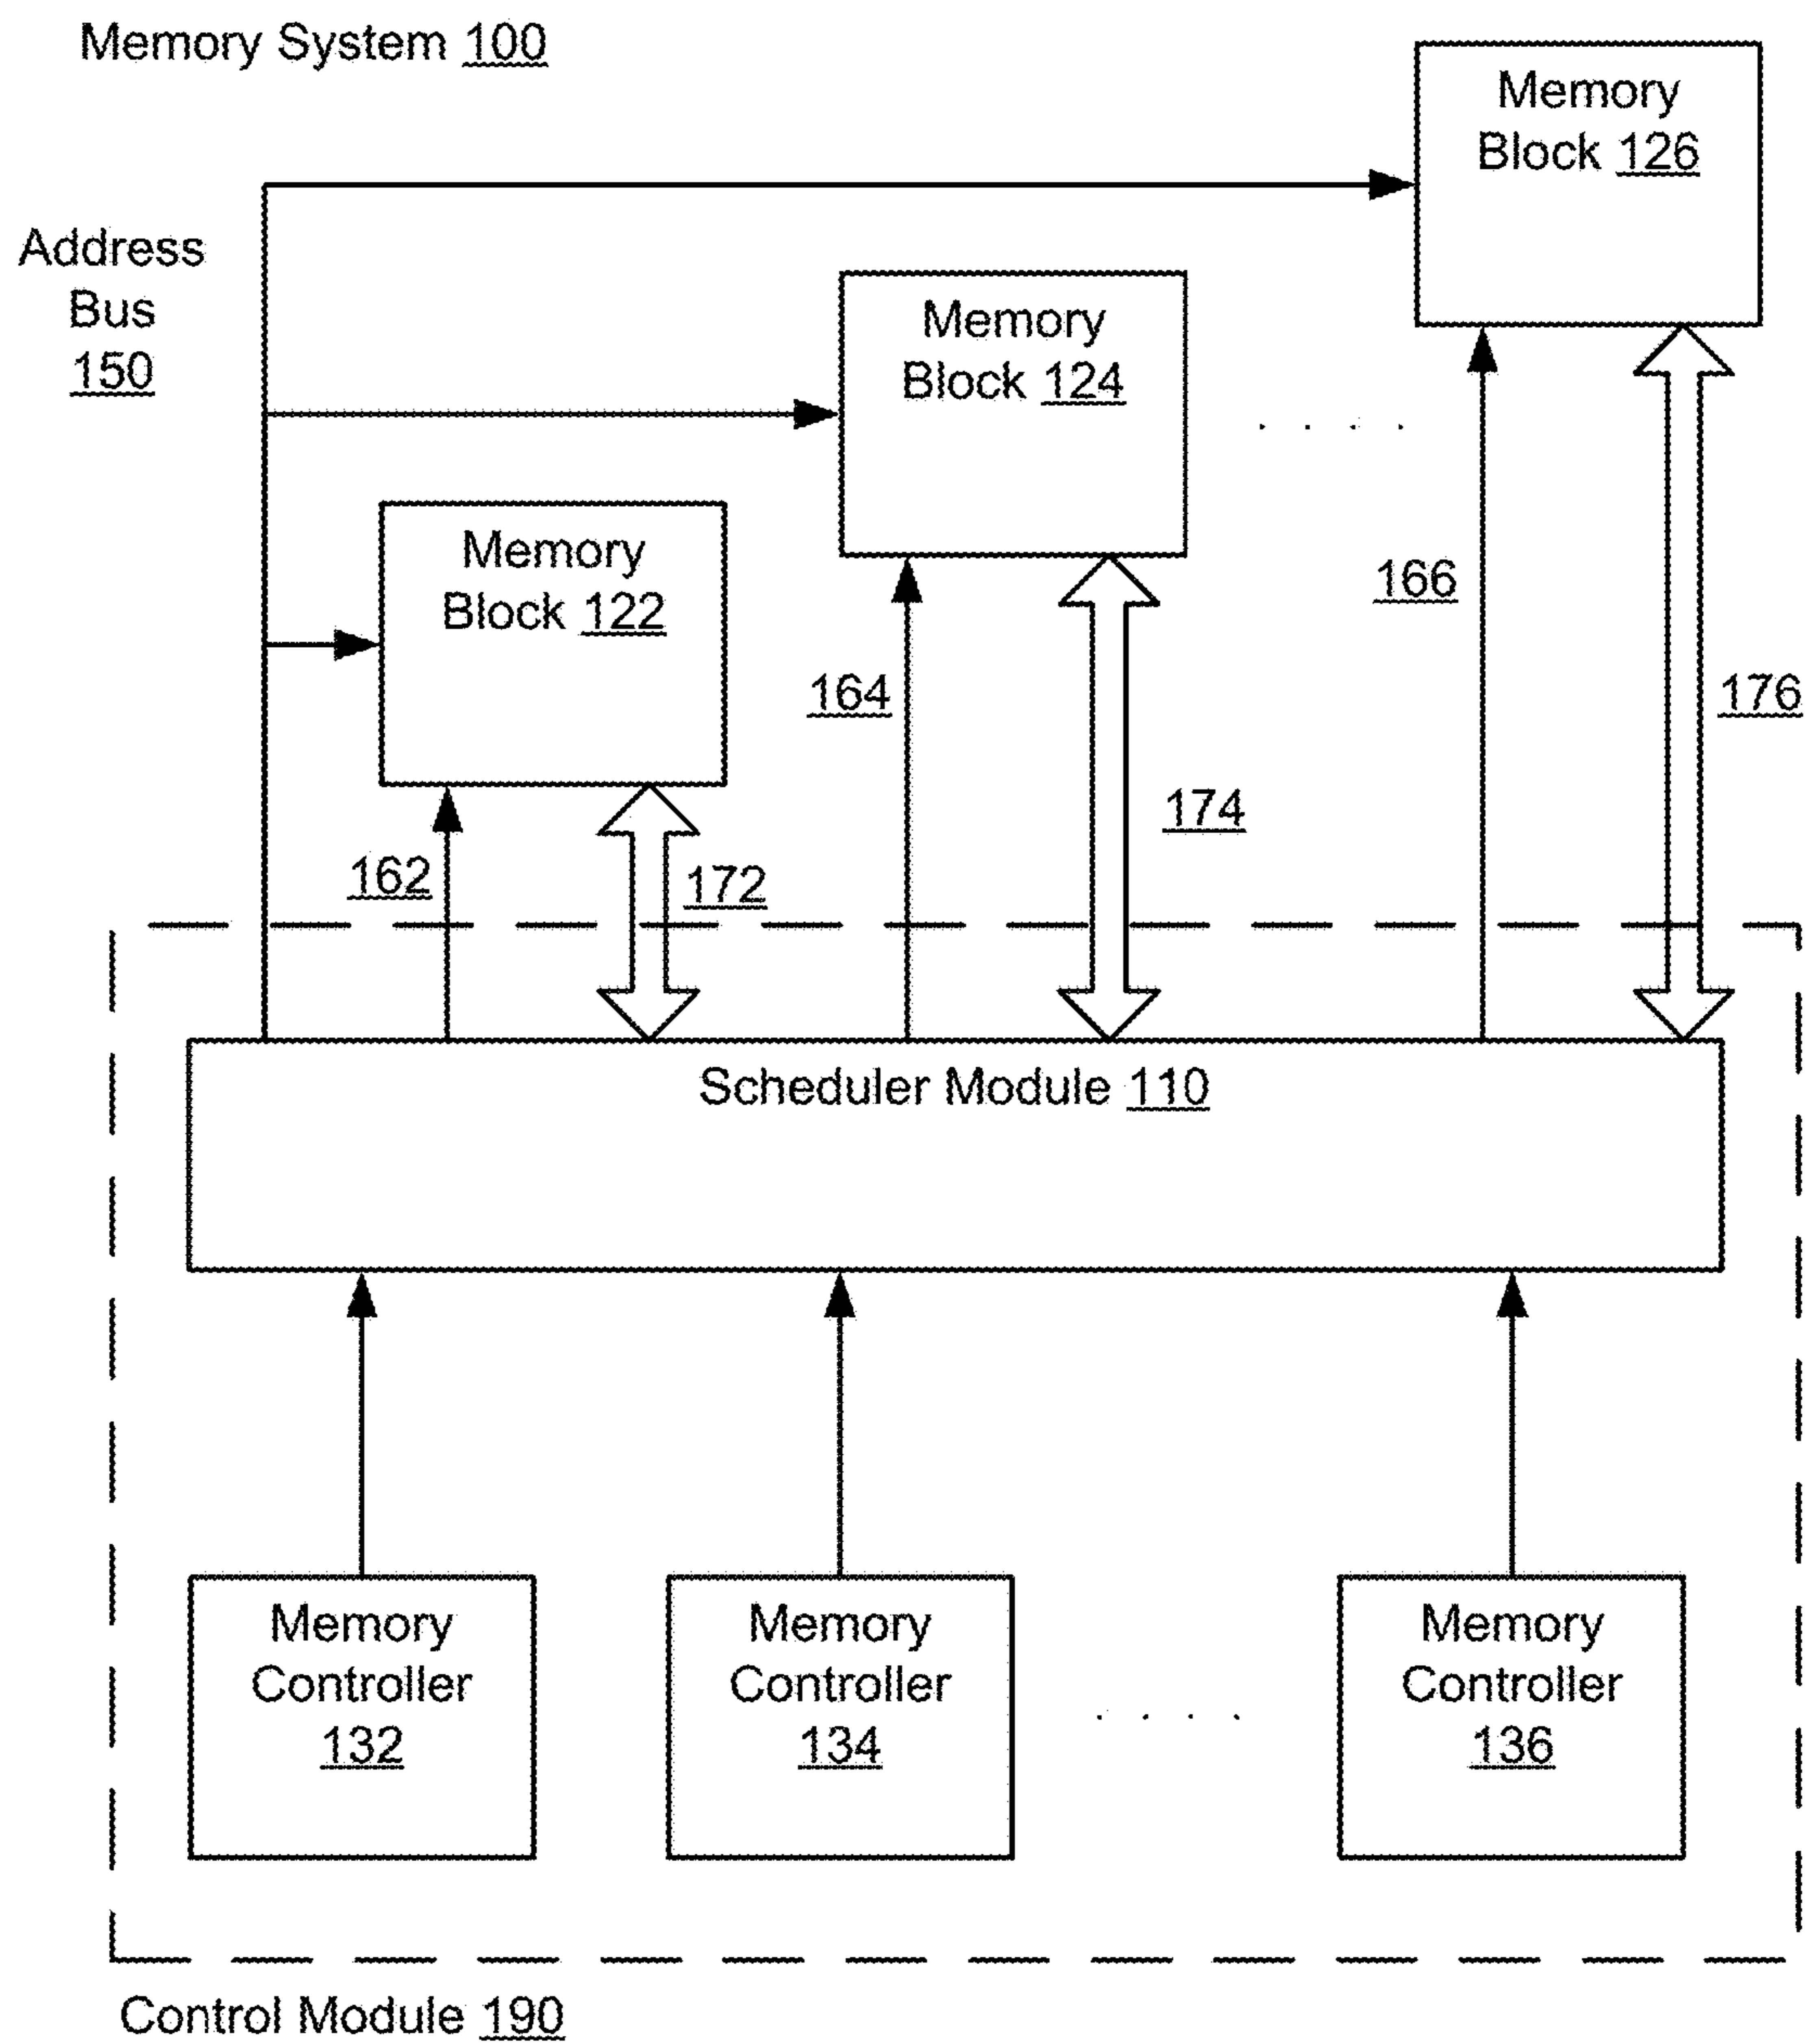 Memory System 100
Memory
Block 126
Address
Bus
150
Memory
Block 124
Memory
Block 122
166
164
176
174
162
172
Scheduler Module 110
Memory
Controller
132
Memory
Controller
134
Memory
Controller
136
Control Module 190